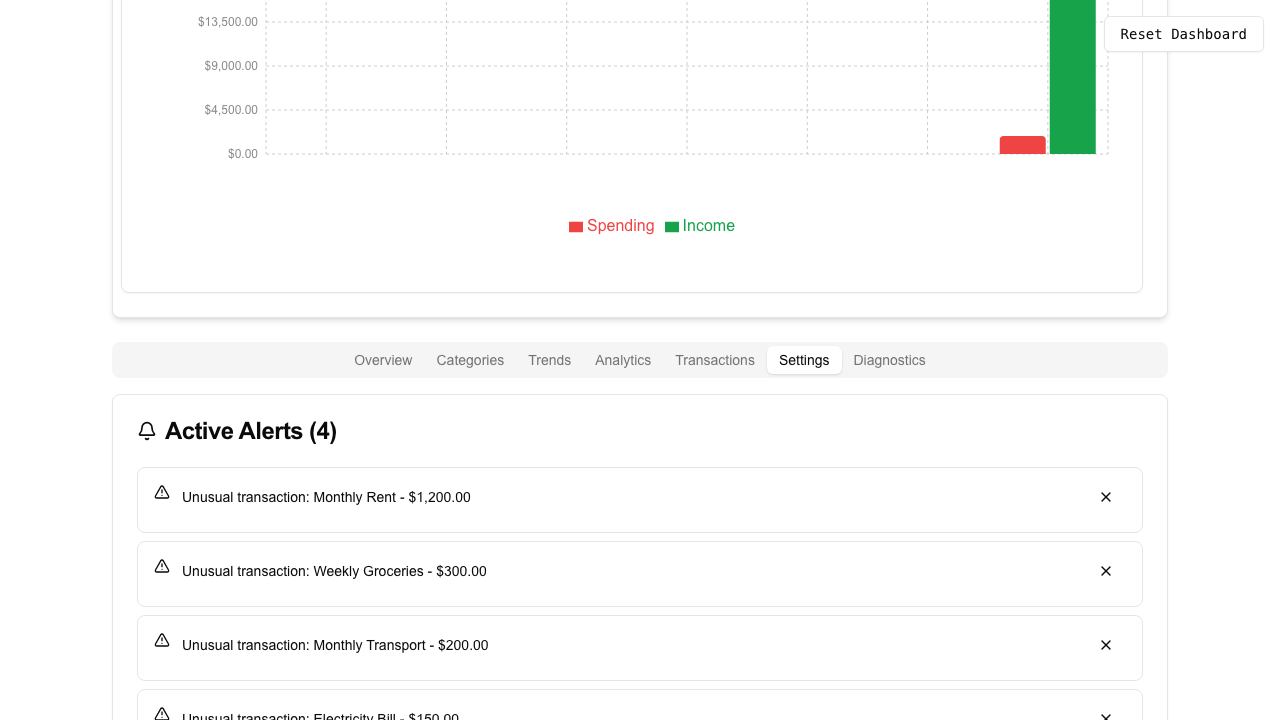 $13,500.00
Reset Dashboard
$9,000.00
$4,500.00
$0.00
Spending Income
Overview Categories Trends Analytics Transactions Settings Diagnostics
Active Alerts (4)
Unusual transaction: Monthly Rent - $1,200.00
Unusual transaction: Weekly Groceries - $300.00
Unusual transaction: Monthly Transport - $200.00
Unusual transaction: Electricity Bill - $150.00